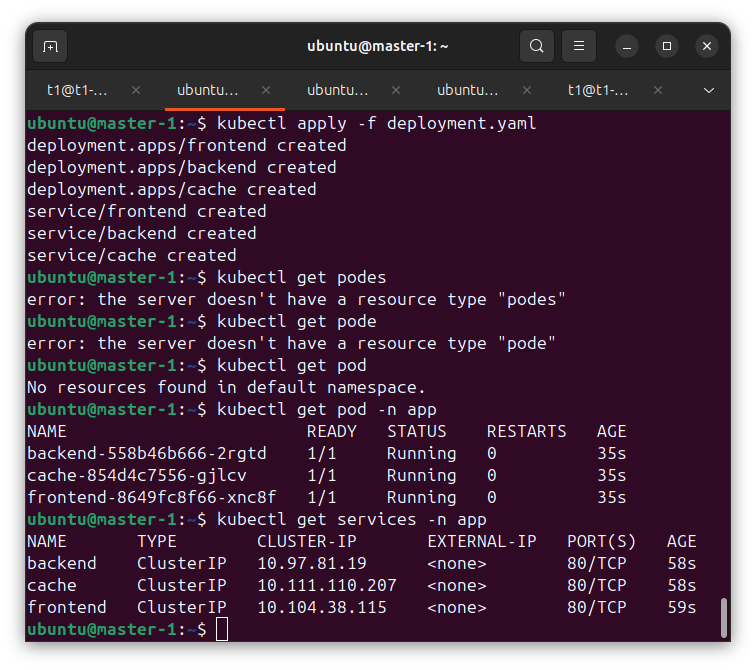 ubuntu@master-1: ~
t1@t1-...
ubuntu...
ubuntu...
ubuntu...
t1@t1-...
ubuntu@master-1:~$ kubectl apply -f deployment.yaml
deployment.apps/frontend created
deployment.apps/backend created
deployment.apps/cache created
service/frontend created
service/backend created
service/cache created
ubuntu@master-1:~$ kubectl get podes
error: the server doesn't have a resource type "podes"
ubuntu@master-1:~$ kubectl get pode
error: the server doesn't have a resource type "pode"
ubuntu@master-1:~$ kubectl get pod
No resources found in default namespace.
ubuntu@master-1:~$ kubectl get pod -n app
NAME                        READY   STATUS    RESTARTS   AGE
backend-558b46b666-2rgtd    1/1     Running   0          35s
cache-854d4c7556-gjlcv      1/1     Running   0          35s
frontend-8649fc8f66-xnc8f   1/1     Running   0          35s
ubuntu@master-1:~$ kubectl get services -n app
NAME       TYPE        CLUSTER-IP       EXTERNAL-IP   PORT(S)   AGE
backend    ClusterIP   10.97.81.19      <none>        80/TCP    58s
cache      ClusterIP   10.111.110.207   <none>        80/TCP    58s
frontend   ClusterIP   10.104.38.115    <none>        80/TCP    59s
ubuntu@master-1:~$